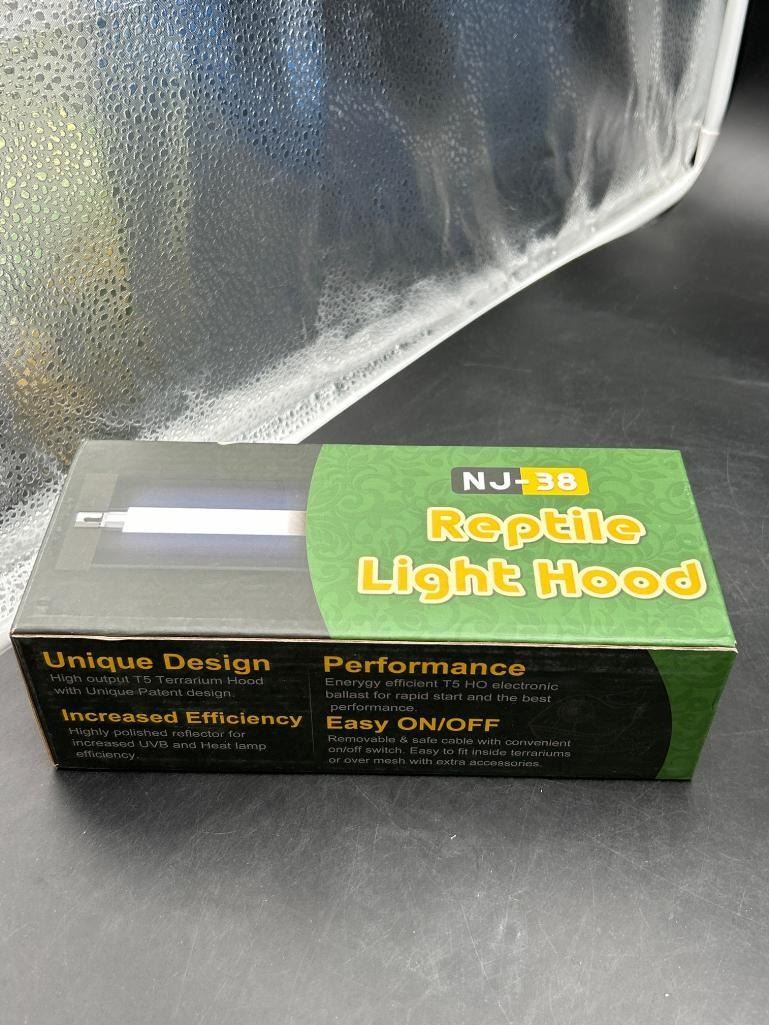 NJ-38
Reptile
Light Hood
Unique Design
High output T5 Terrarium Hood
with Unique Patent design.
Increased Efficiency
Highly polished reflector for
increased UVB and Heat lamp
efficiency.
Performance
Enerygy efficient T5 HO electronic
ballast for rapid start and the best
performance.
Easy ON/OFF
Removable & safe cable with convenient
on/off switch. Easy to fit inside terrariums
or over mesh with extra accessories.